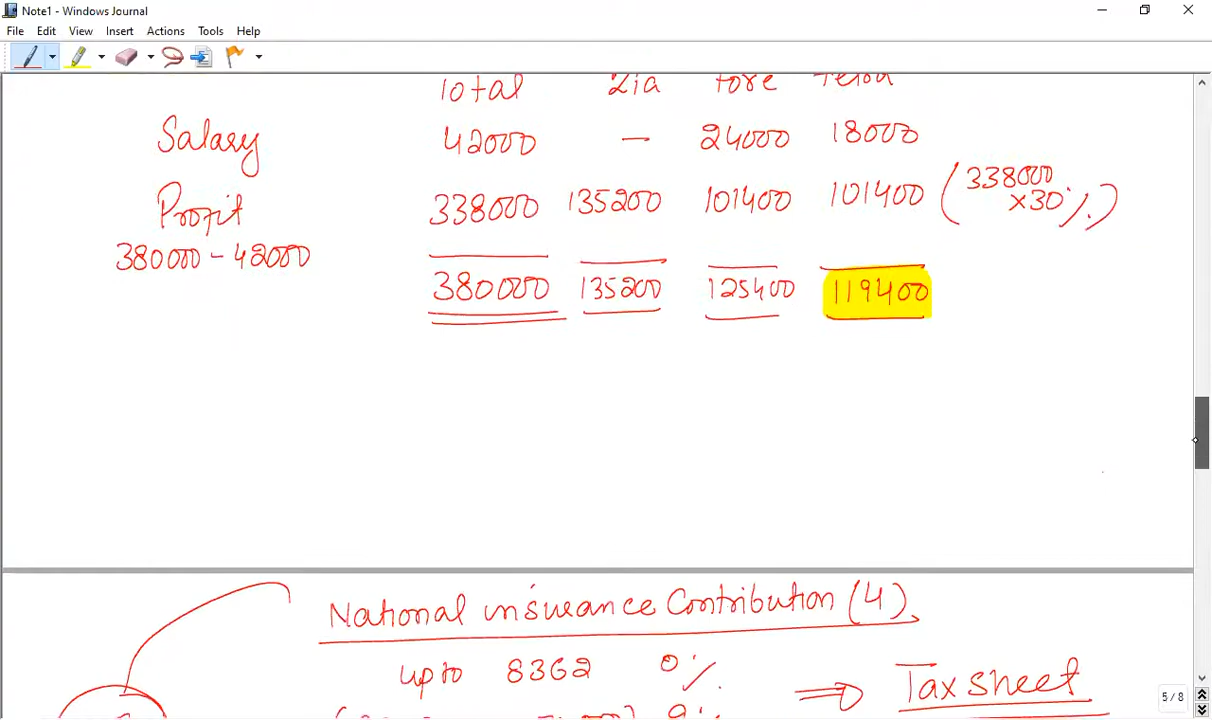 Note1 - Windows Journal
File Edit View Insert Actions Tools Help
Total Zia Fore
Salary 42000 — 24000 18000
Profit 338000 135200 101400 101400 (338000 ×30%.)
380000 - 42000
380000 135200 125400 119400
National insurance Contribution (4).
upto 8362 0%.
⇒ Tax sheet
5 / 8